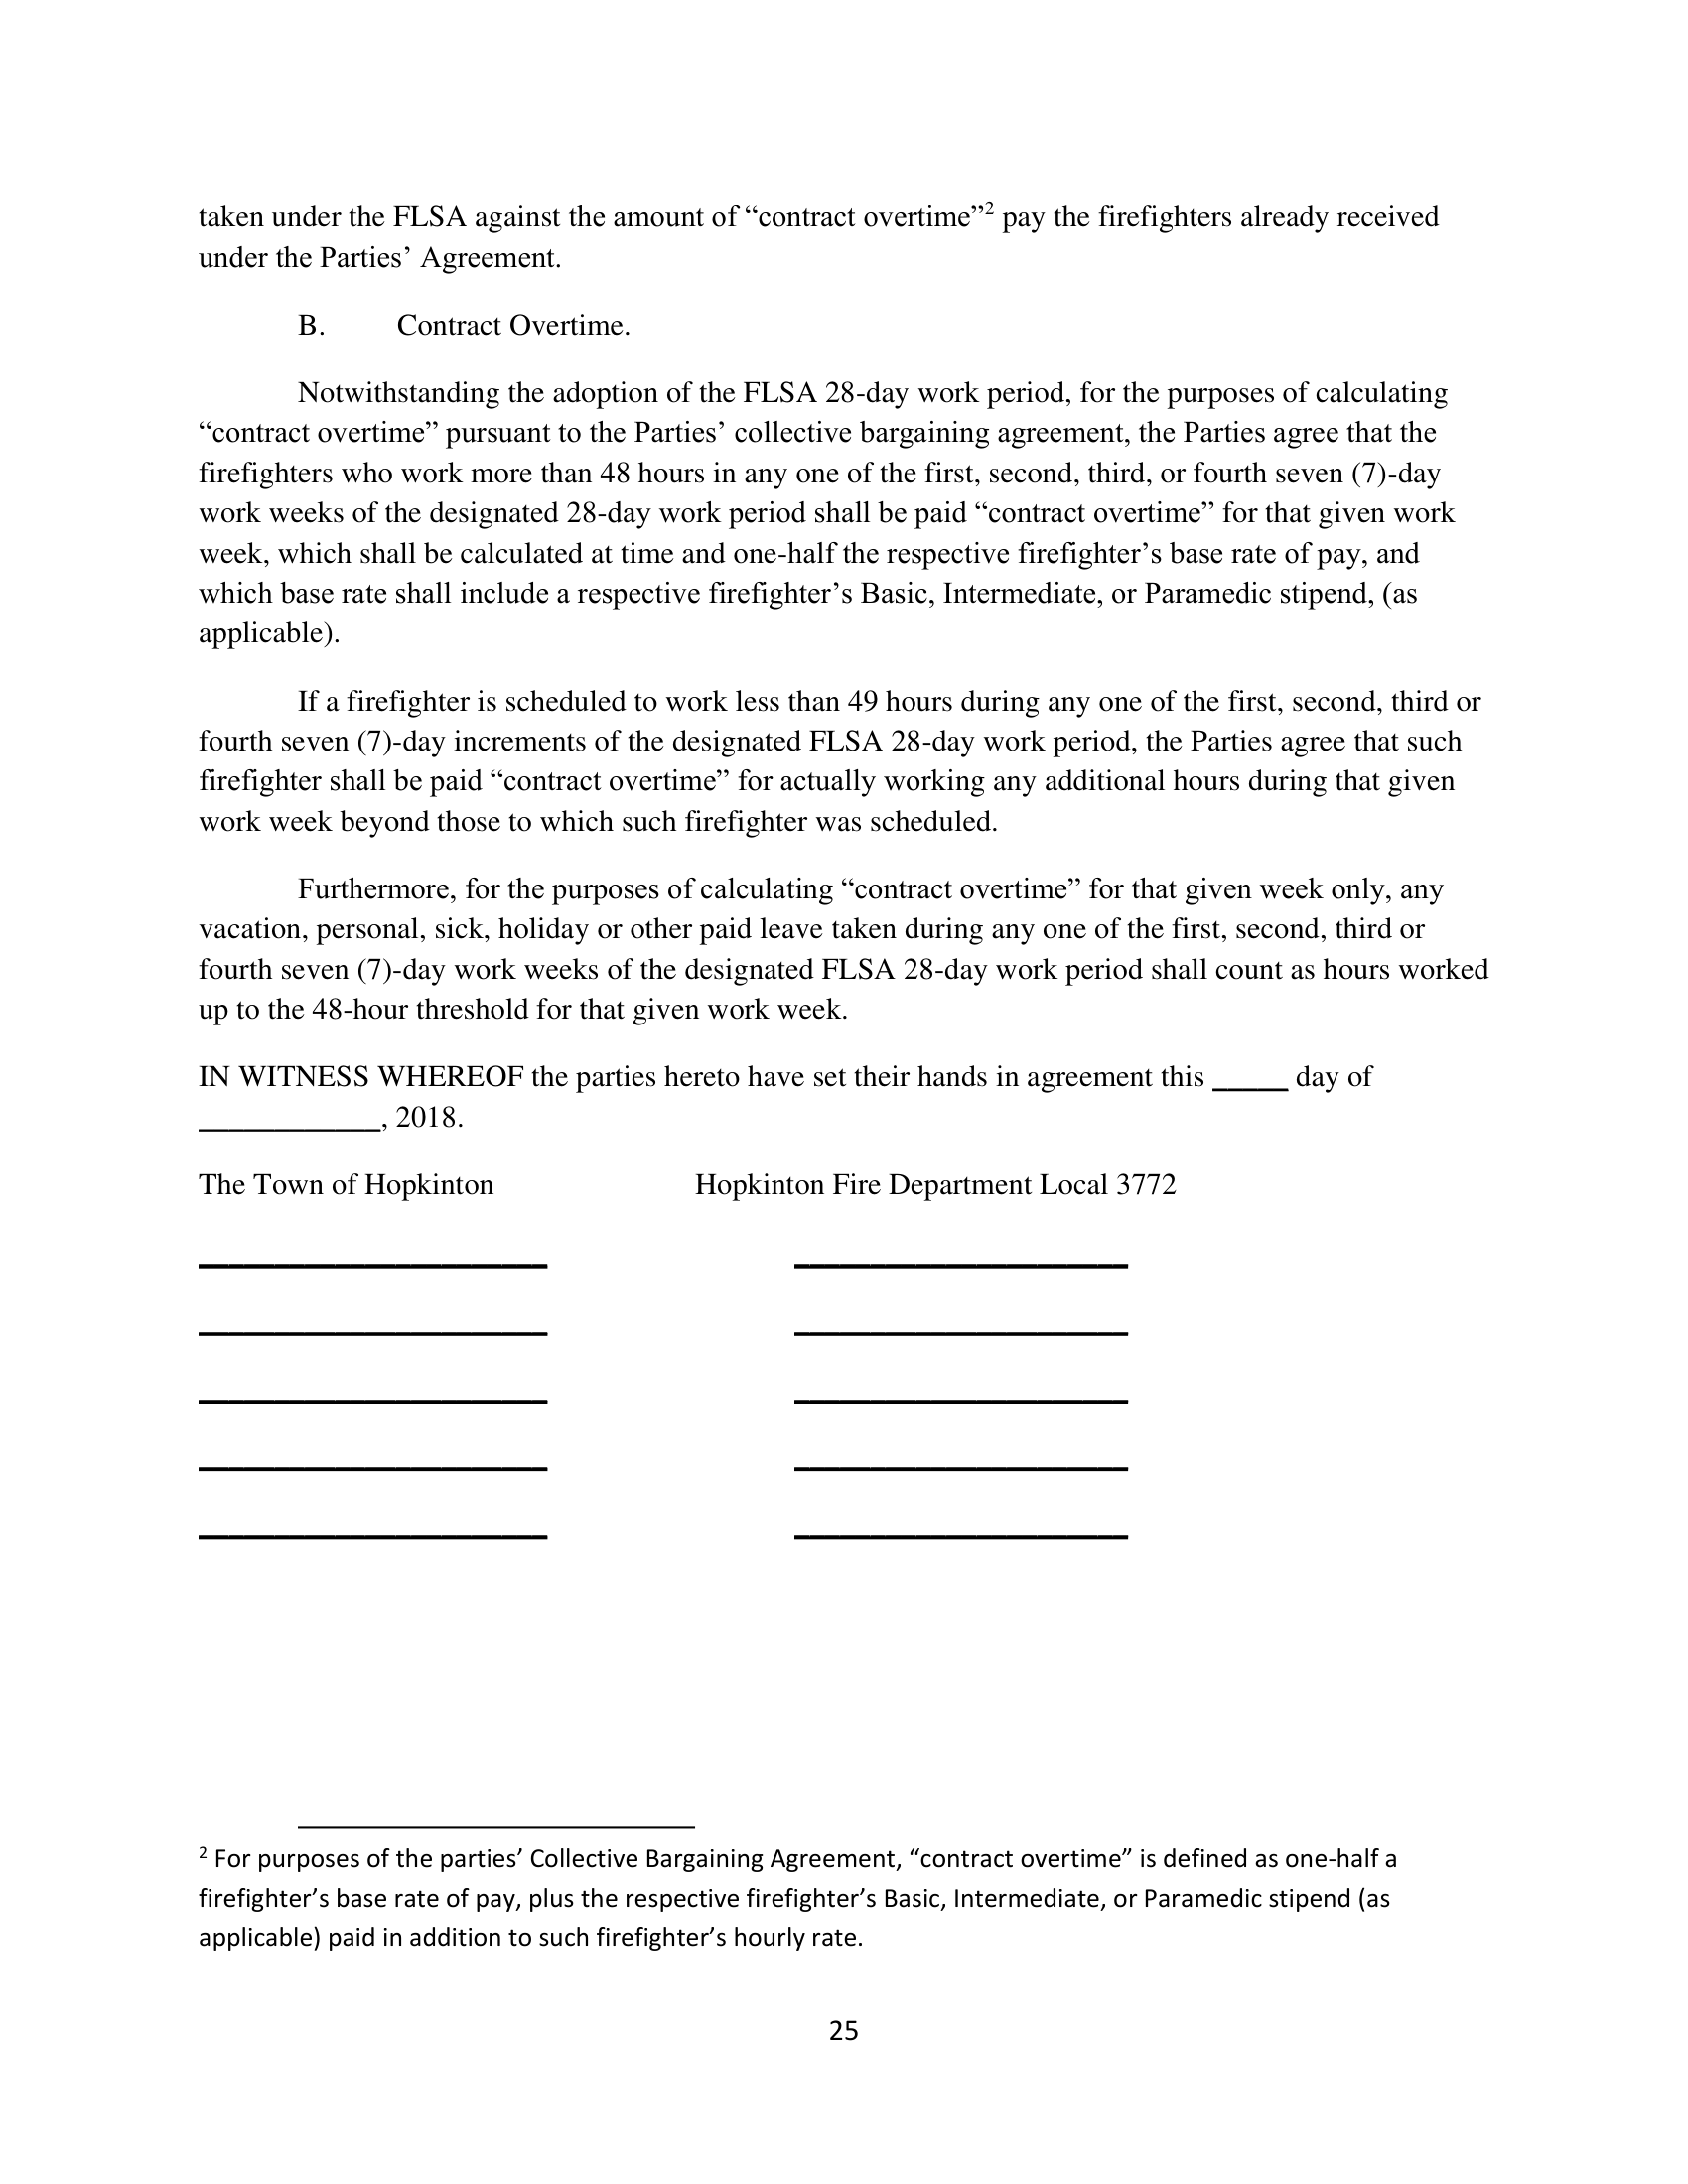 taken under the FLSA against the amount of “contract overtime”2 pay the firefighters already received
under the Parties’ Agreement.
B. Contract Overtime.
Notwithstanding the adoption of the FLSA 28-day work period, for the purposes of calculating
“contract overtime” pursuant to the Parties’ collective bargaining agreement, the Parties agree that the
firefighters who work more than 48 hours in any one of the first, second, third, or fourth seven (7)-day
work weeks of the designated 28-day work period shall be paid “contract overtime” for that given work
week, which shall be calculated at time and one-half the respective firefighter’s base rate of pay, and
which base rate shall include a respective firefighter’s Basic, Intermediate, or Paramedic stipend, (as
applicable).
If a firefighter is scheduled to work less than 49 hours during any one of the first, second, third or
fourth seven (7)-day increments of the designated FLSA 28-day work period, the Parties agree that such
firefighter shall be paid “contract overtime” for actually working any additional hours during that given
work week beyond those to which such firefighter was scheduled.
Furthermore, for the purposes of calculating “contract overtime” for that given week only, any
vacation, personal, sick, holiday or other paid leave taken during any one of the first, second, third or
fourth seven (7)-day work weeks of the designated FLSA 28-day work period shall count as hours worked
up to the 48-hour threshold for that given work week.
IN WITNESS WHEREOF the parties hereto have set their hands in agreement this _____ day of
____________, 2018.
The Town of Hopkinton Hopkinton Fire Department Local 3772
2 For purposes of the parties’ Collective Bargaining Agreement, “contract overtime” is defined as one-half a
firefighter’s base rate of pay, plus the respective firefighter’s Basic, Intermediate, or Paramedic stipend (as
applicable) paid in addition to such firefighter’s hourly rate.
25